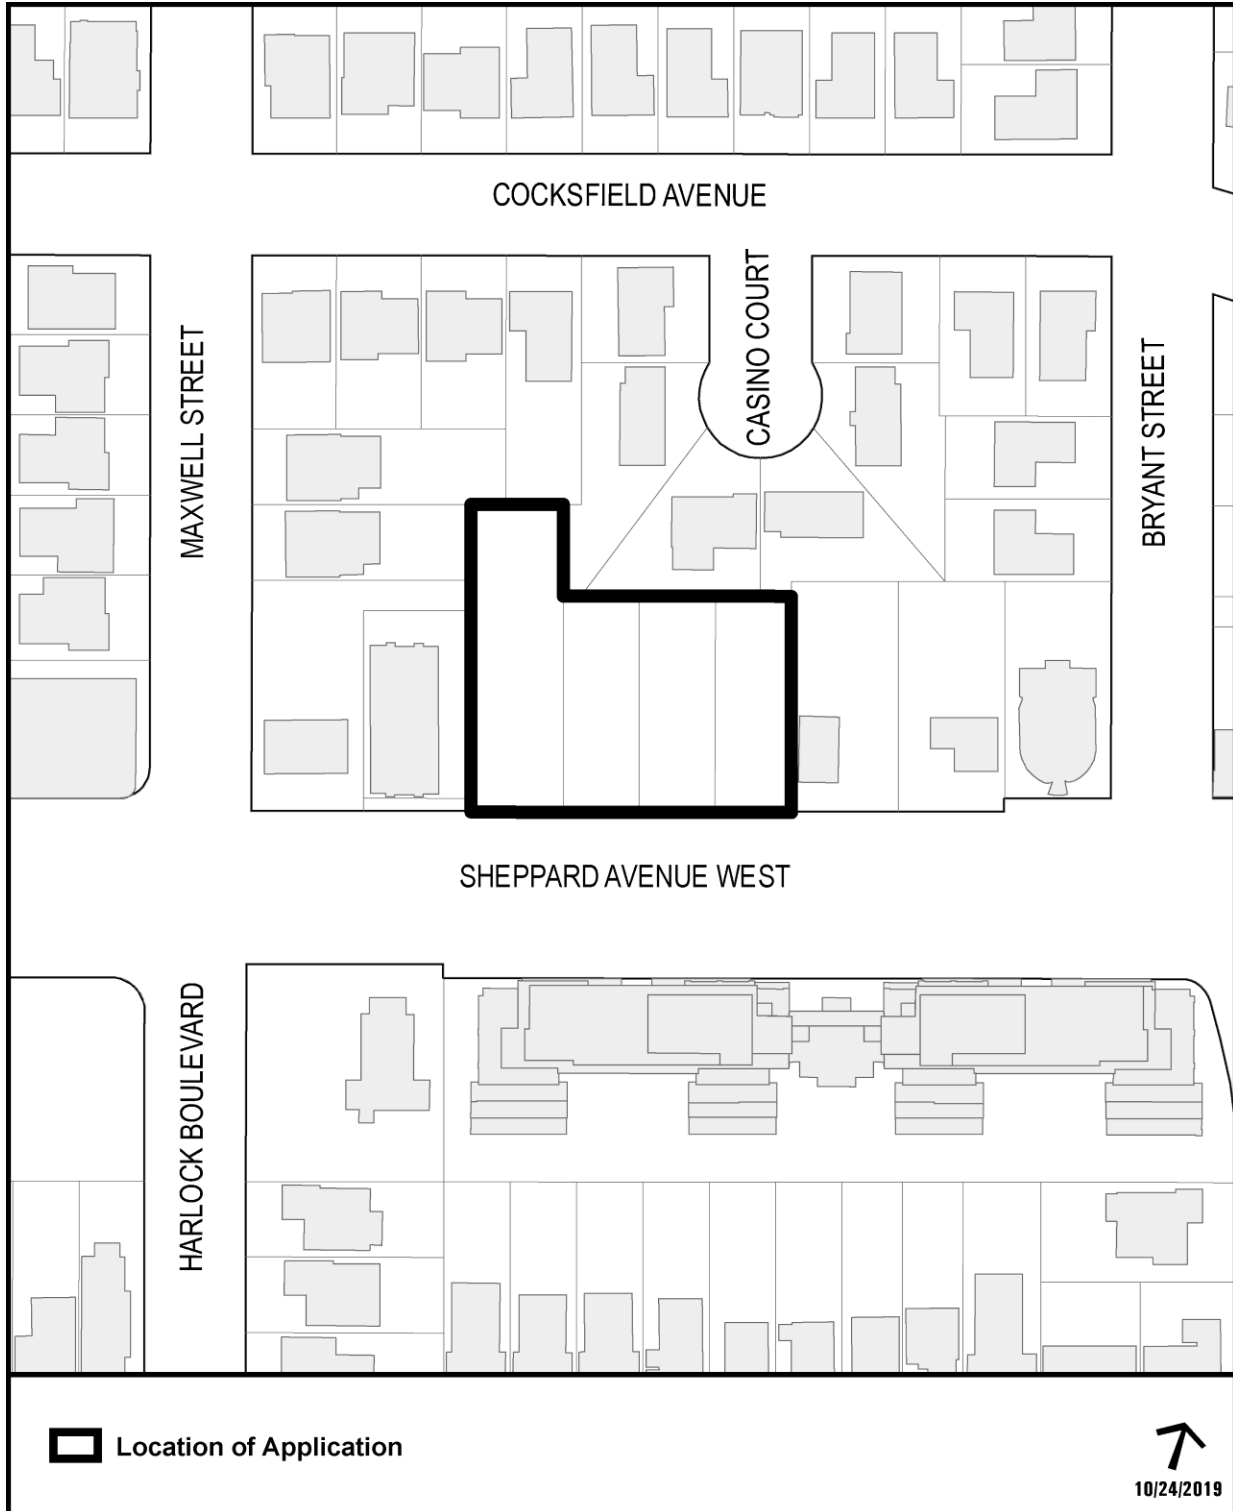 COCKSFIELD AVENUE
CASINO COURT
MAXWELL STREET
BRYANT STREET
SHEPPARD AVENUE WEST
HARLOCK BOULEVARD
Location of Application
10/24/2019